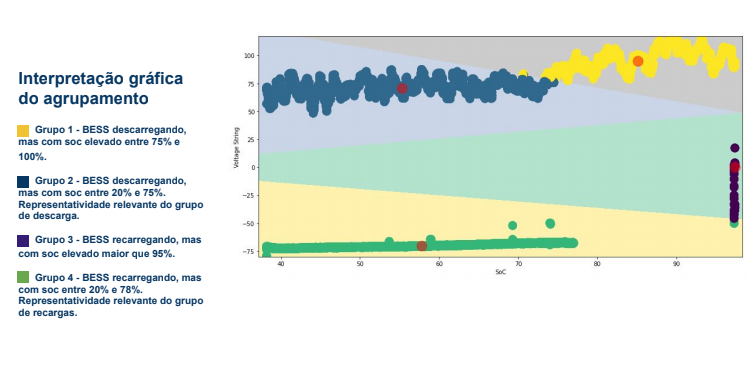 Interpretação gráfica
do agrupamento
Grupo 1 - BESS descarregando,
mas com soc elevado entre 75% e
100%.
Grupo 2 - BESS descarregando,
mas com soc entre 20% e 75%.
Representatividade relevante do grupo
de descarga.
Grupo 3 - BESS recarregando, mas
com soc elevado maior que 95%.
Grupo 4 - BESS recarregando, mas
com soc entre 20% e 78%.
Representatividade relevante do grupo
de recargas.
Voltage String
100
75
50
25
0
−25
−50
−75
40
50
60
70
80
90
SoC